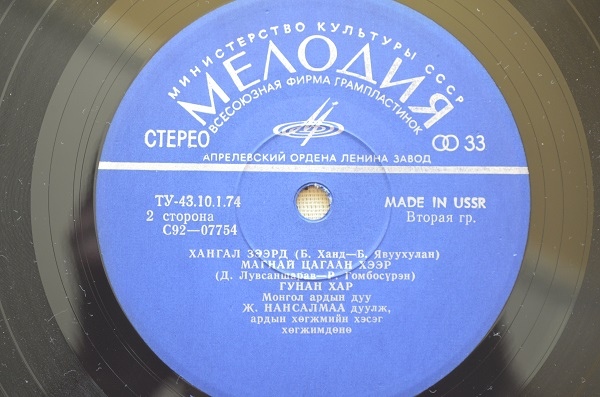 МИНИСТЕРСТВО КУЛЬТУРЫ СССР
МЕЛОДИЯ
ВСЕСОЮЗНАЯ ФИРМА ГРАМПЛАСТИНОК
СТЕРЕО
33
АПРЕЛЕВСКИЙ ОРДЕНА ЛЕНИНА ЗАВОД
ТУ-43.10.1.74
2 сторона
С92—07754
MADE IN USSR
Вторая гр.
ХАНГАЛ ЗЭЭРД (Б. Ханд—Б. Явуухулан)
МАГНАЙ ЦАГААН ХЭЭР
(Д. Лувсаншарав—Р. Гомбосүрэн)
ГУНАН ХАР
Монгол ардын дуу
Ж. НАНСАЛМАА дуулж,
ардын хөгжмийн хэсэг
хөгжимдөнө